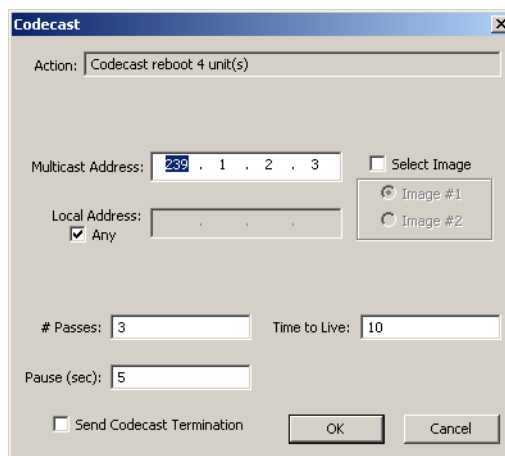 Codecast
Action: Codecast reboot 4 unit(s)
Multicast Address: 239 . 1 . 2 . 3
Select Image
Image #1
Image #2
Local Address: . . .
Any
# Passes: 3 Time to Live: 10
Pause (sec): 5
Send Codecast Termination OK Cancel